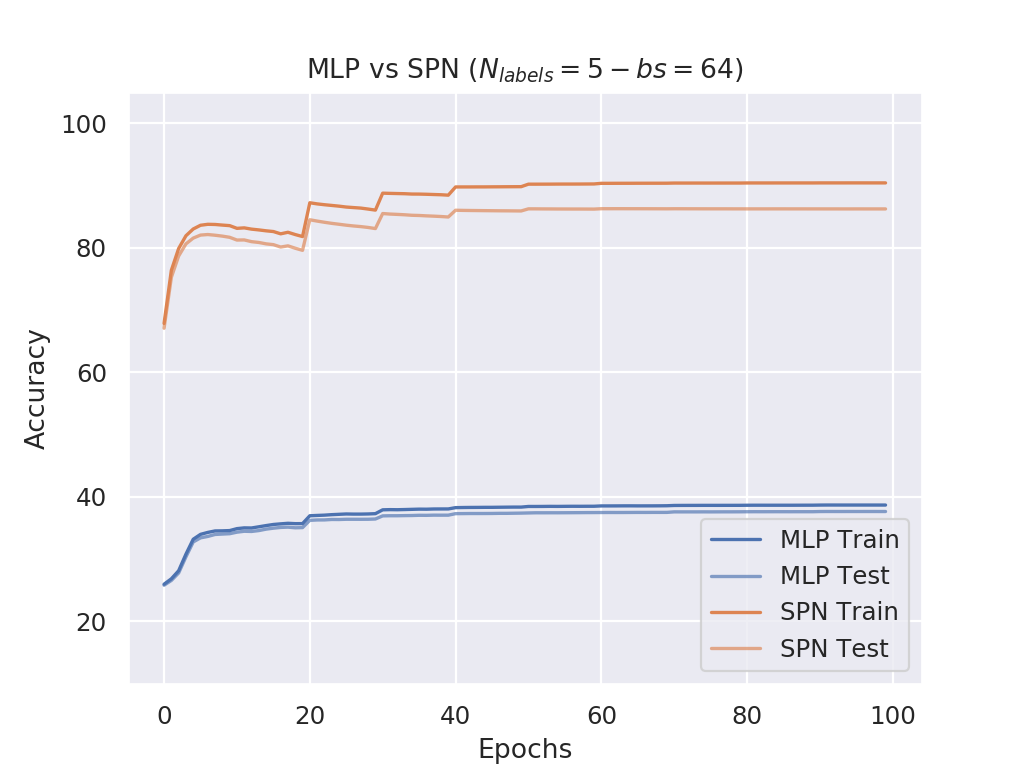 MLP vs SPN (N_labels = 5 − bs = 64)
100
80
60
40
20
Accuracy
MLP Train
MLP Test
SPN Train
SPN Test
0 20 40 60 80 100
Epochs